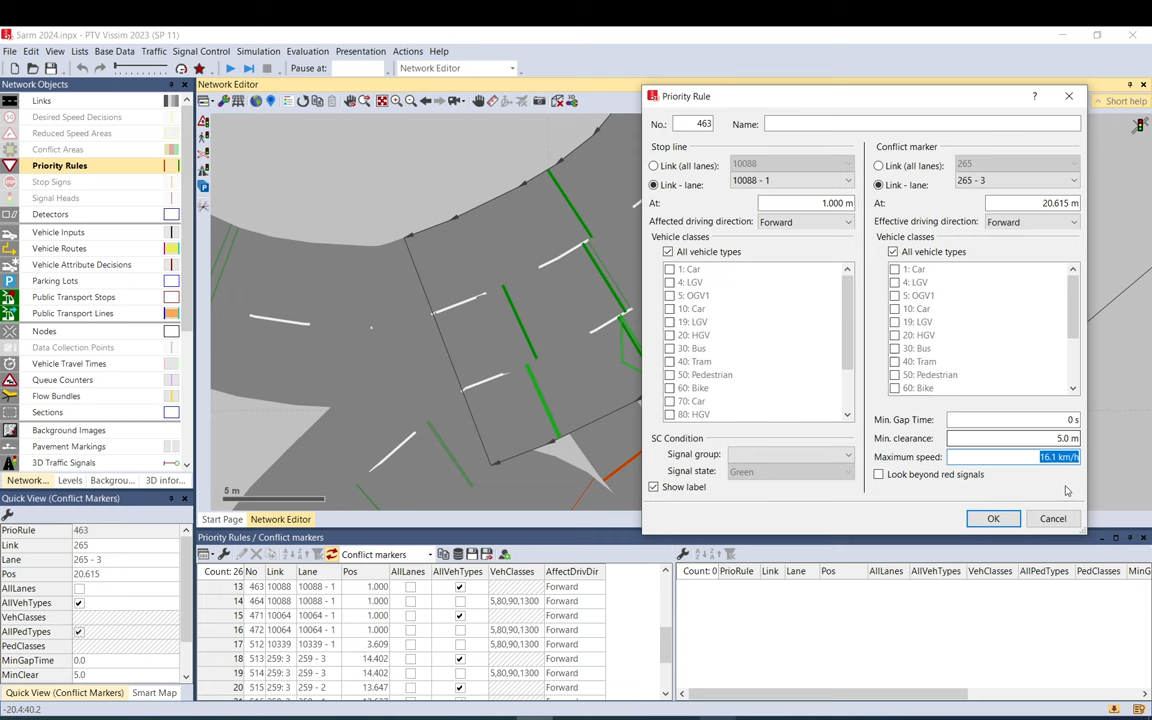 5arm 2024.inpx - PTV Vissim 2023 (SP 11)
File Edit View Lists Base Data Traffic Signal Control Simulation Evaluation Presentation Actions Help
Pause at: Network Editor
Network Objects
Links
Desired Speed Decisions
Reduced Speed Areas
Conflict Areas
Priority Rules
Stop Signs
Signal Heads
Detectors
Vehicle Inputs
Vehicle Routes
Vehicle Attribute Decisions
Parking Lots
Public Transport Stops
Public Transport Lines
Nodes
Data Collection Points
Vehicle Travel Times
Queue Counters
Flow Bundles
Sections
Background Images
Pavement Markings
3D Traffic Signals
Network... Levels Backgrou... 3D infor...
Quick View (Conflict Markers)
PrioRule 463
Link 265
Lane 265 - 3
Pos 20.615
AllLanes
AllVehTypes
VehClasses
AllPedTypes
PedClasses
MinGapTime 0.0
MinClear 5.0
Quick View (Conflict Markers) Smart Map
-20.4:40.2
Network Editor
Short help
5 m
Start Page Network Editor
Priority Rule
?
No.: 463 Name:
Stop line
Link (all lanes): 10088
Link - lane: 10088 - 1
At: 1.000 m
Affected driving direction: Forward
Vehicle classes
All vehicle types
1: Car
4: LGV
5: OGV1
10: Car
19: LGV
20: HGV
30: Bus
40: Tram
50: Pedestrian
60: Bike
70: Car
80: HGV
SC Condition
Signal group:
Signal state: Green
Show label
Conflict marker
Link (all lanes): 265
Link - lane: 265 - 3
At: 20.615 m
Effective driving direction: Forward
Vehicle classes
All vehicle types
1: Car
4: LGV
5: OGV1
10: Car
19: LGV
20: HGV
30: Bus
40: Tram
50: Pedestrian
60: Bike
Min. Gap Time: 0 s
Min. clearance: 5.0 m
Maximum speed: 16.1 km/h
Look beyond red signals
OK Cancel
Priority Rules / Conflict markers
Conflict markers
Count: 26 No Link Lane Pos AllLanes AllVehTypes VehClasses AffectDrivDir
13 463 10088 10088 - 1 1.000 Forward
14 464 10088 10088 - 1 1.000 5,80,90,1300 Forward
15 471 10064 10064 - 1 1.000 Forward
16 472 10064 10064 - 1 1.000 5,80,90,1300 Forward
17 512 10339 10339 - 1 3.609 5,80,90,1300 Forward
18 513 259: 3 259 - 3 14.402 Forward
19 514 259: 3 259 - 3 14.402 5,80,90,1300 Forward
20 515 259: 3 259 - 2 13.647 Forward
Count: 0 PrioRule Link Lane Pos AllLanes AllVehTypes VehClasses AllPedTypes PedClasses MinG